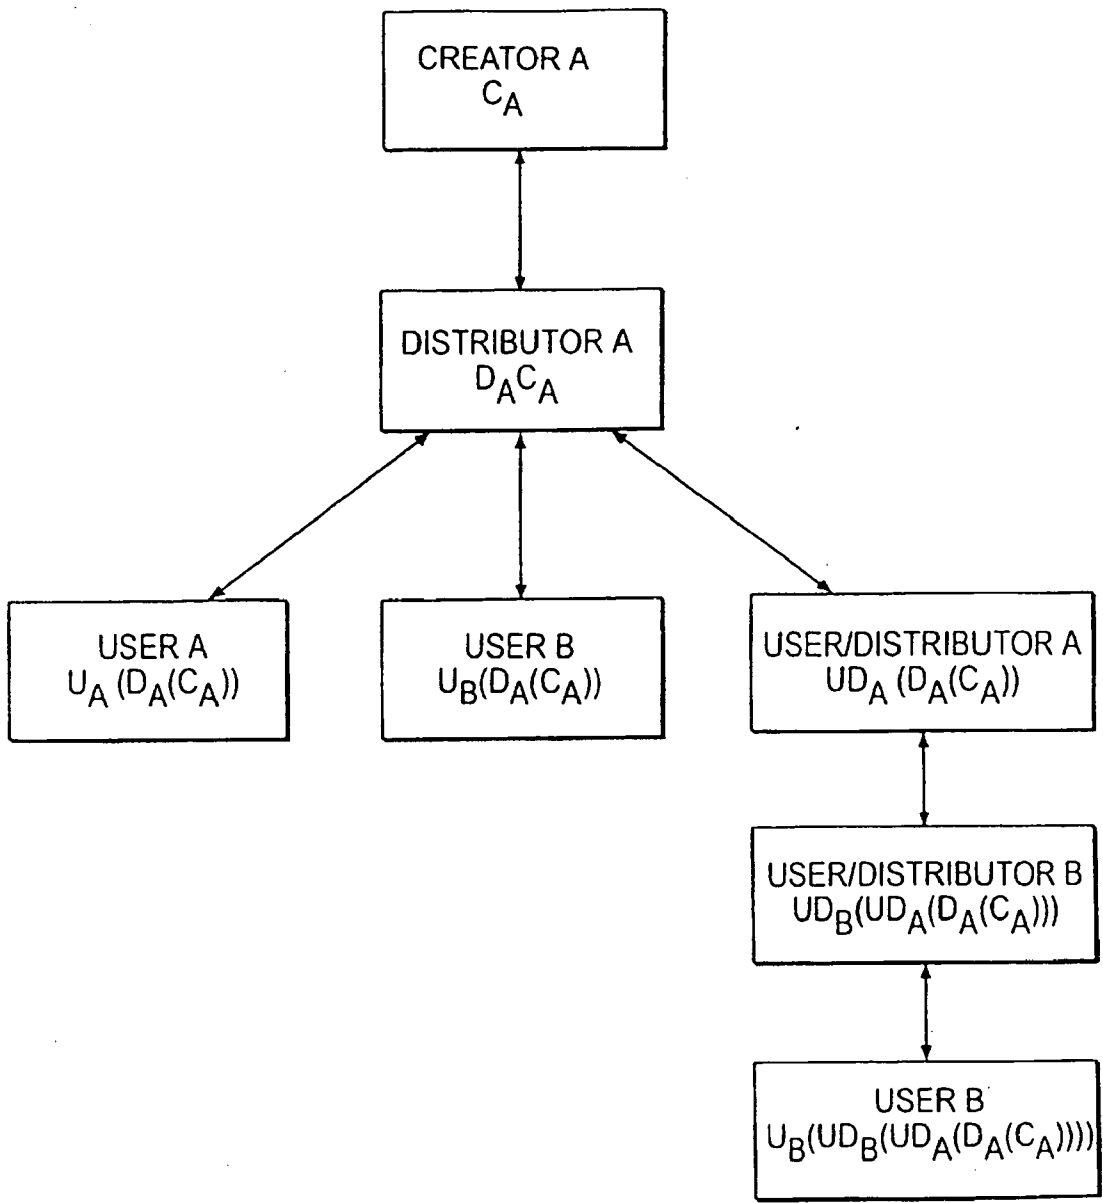 CREATOR A
C_A
DISTRIBUTOR A
D_AC_A
USER A
U_A (D_A(C_A))
USER B
U_B(D_A(C_A))
USER/DISTRIBUTOR A
UD_A (D_A(C_A))
USER/DISTRIBUTOR B
UD_B(UD_A(D_A(C_A)))
USER B
U_B(UD_B(UD_A(D_A(C_A))))